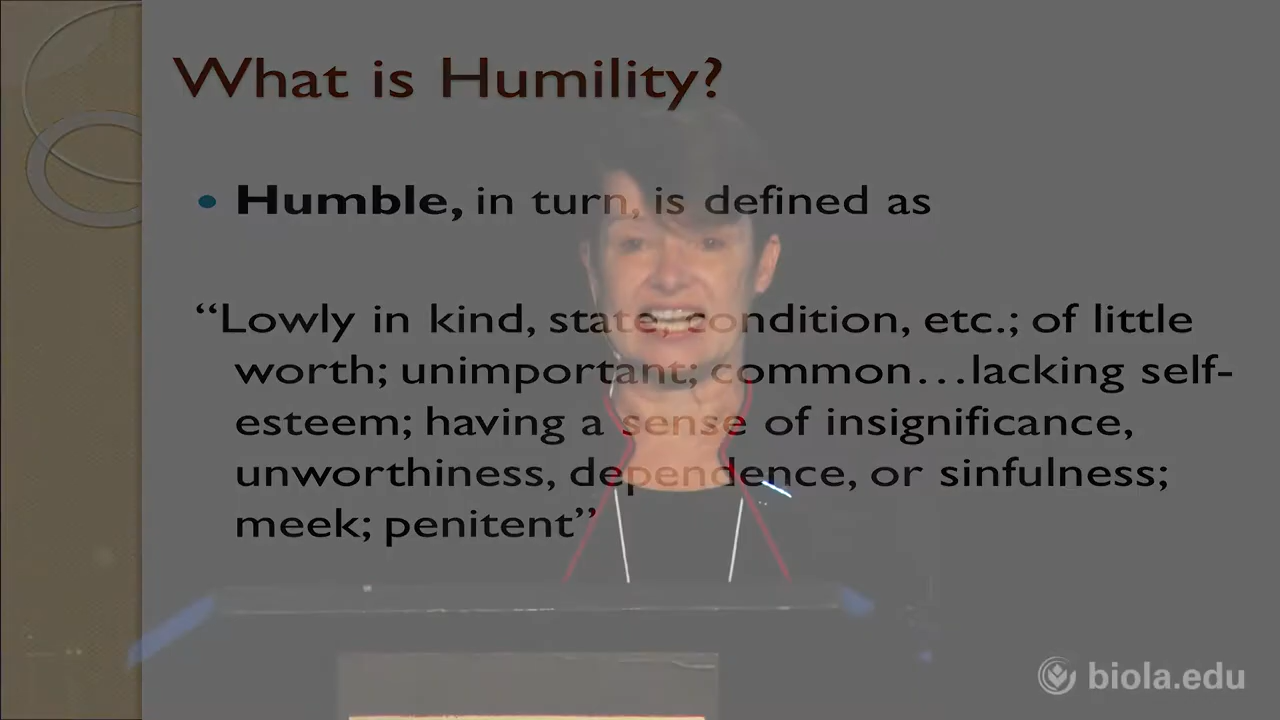 What is Humility?
• Humble, in turn, is defined as
“Lowly in kind, state, condition, etc.; of little
worth; unimportant; common…lacking self-
esteem; having a sense of insignificance,
unworthiness, dependence, or sinfulness;
meek; penitent”
biola.edu